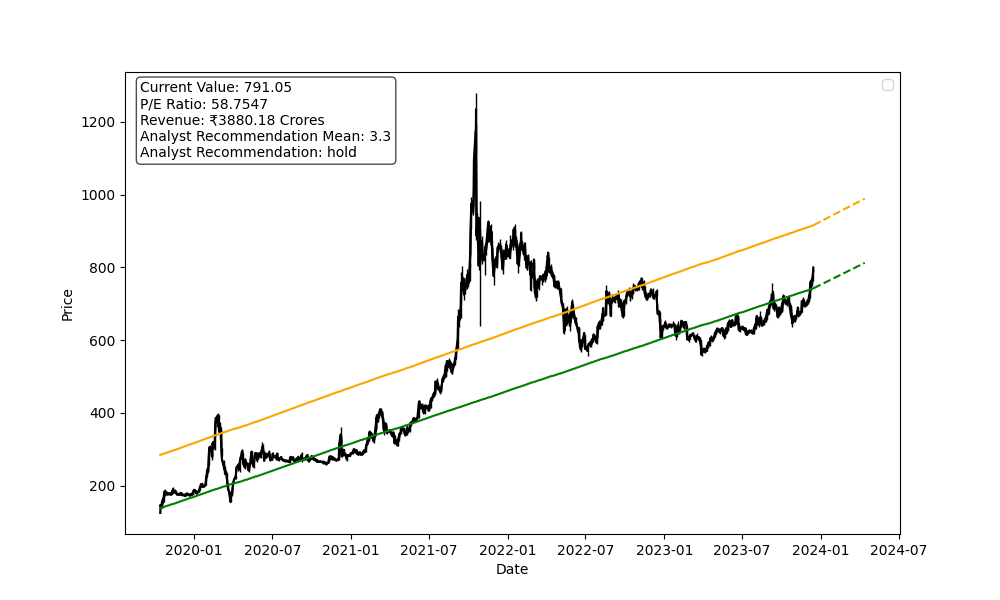 Current Value: 791.05
P/E Ratio: 58.7547
Revenue: ₹3880.18 Crores
Analyst Recommendation Mean: 3.3
Analyst Recommendation: hold
1200
1000
800
600
400
200
Price
2020-01 2020-07 2021-01 2021-07 2022-01 2022-07 2023-01 2023-07 2024-01 2024-07
Date